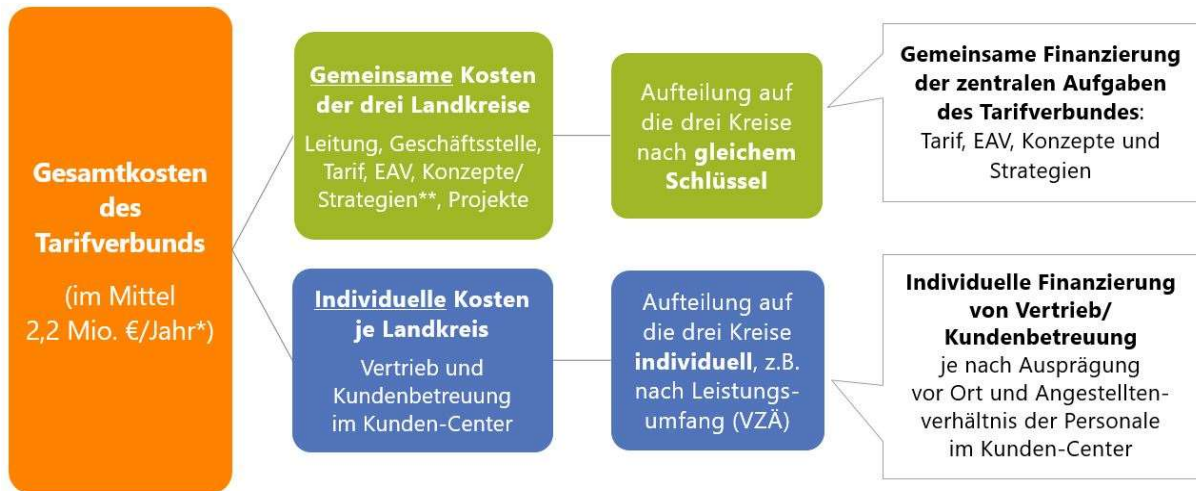 Gesamtkosten
des
Tarifverbunds
(im Mittel
2,2 Mio. €/Jahr*)
Gemeinsame Kosten
der drei Landkreise
Leitung, Geschäftsstelle,
Tarif, EAV, Konzepte/
Strategien**, Projekte
Aufteilung auf
die drei Kreise
nach gleichem
Schlüssel
Gemeinsame Finanzierung
der zentralen Aufgaben
des Tarifverbundes:
Tarif, EAV, Konzepte und
Strategien
Individuelle Kosten
je Landkreis
Vertrieb und
Kundenbetreuung
im Kunden-Center
Aufteilung auf
die drei Kreise
individuell, z.B.
nach Leistungs-
umfang (VZÄ)
Individuelle Finanzierung
von Vertrieb/
Kundenbetreuung
je nach Ausprägung
vor Ort und Angestellten-
verhältnis der Personale
im Kunden-Center